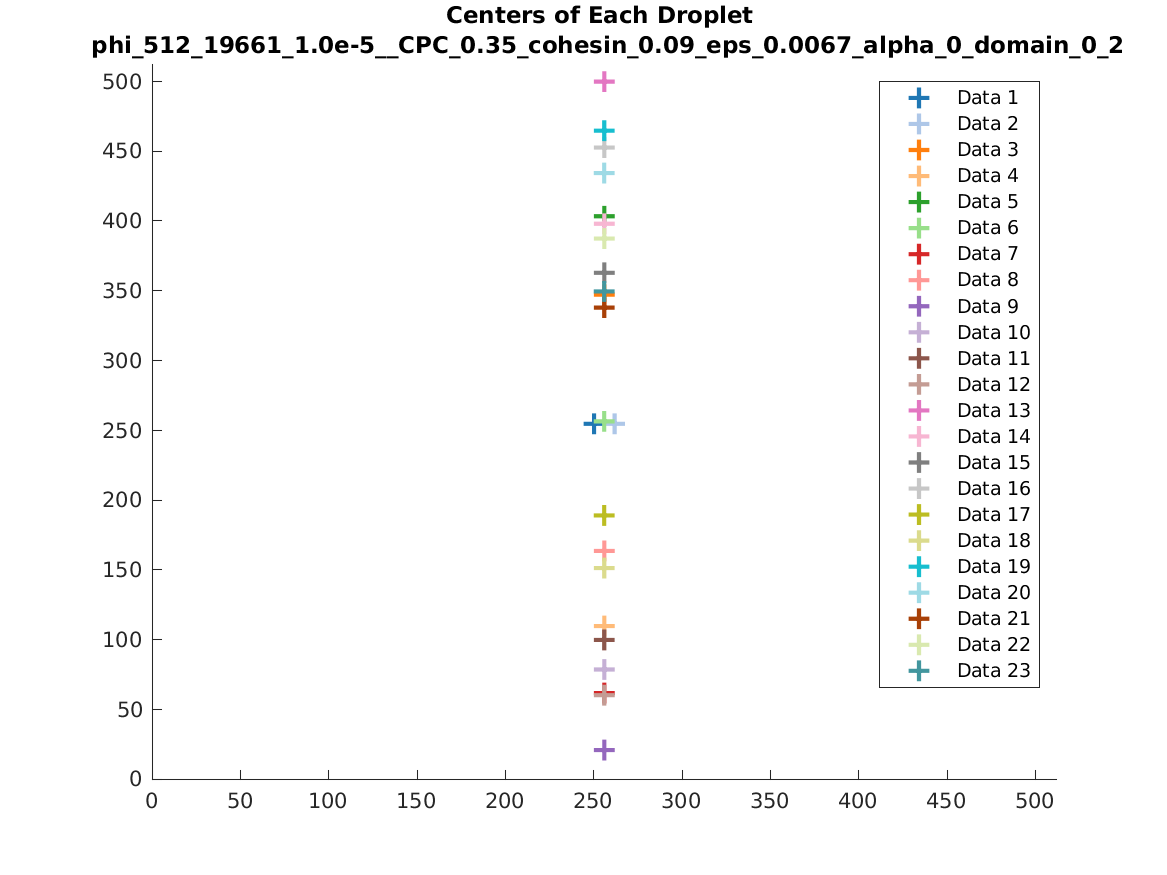 Centers of Each Droplet
phi_512_19661_1.0e-5__CPC_0.35_cohesin_0.09_eps_0.0067_alpha_0_domain_0_2
500
450
400
350
300
250
200
150
100
50
0
0 50 100 150 200 250 300 350 400 450 500
Data 1
Data 2
Data 3
Data 4
Data 5
Data 6
Data 7
Data 8
Data 9
Data 10
Data 11
Data 12
Data 13
Data 14
Data 15
Data 16
Data 17
Data 18
Data 19
Data 20
Data 21
Data 22
Data 23